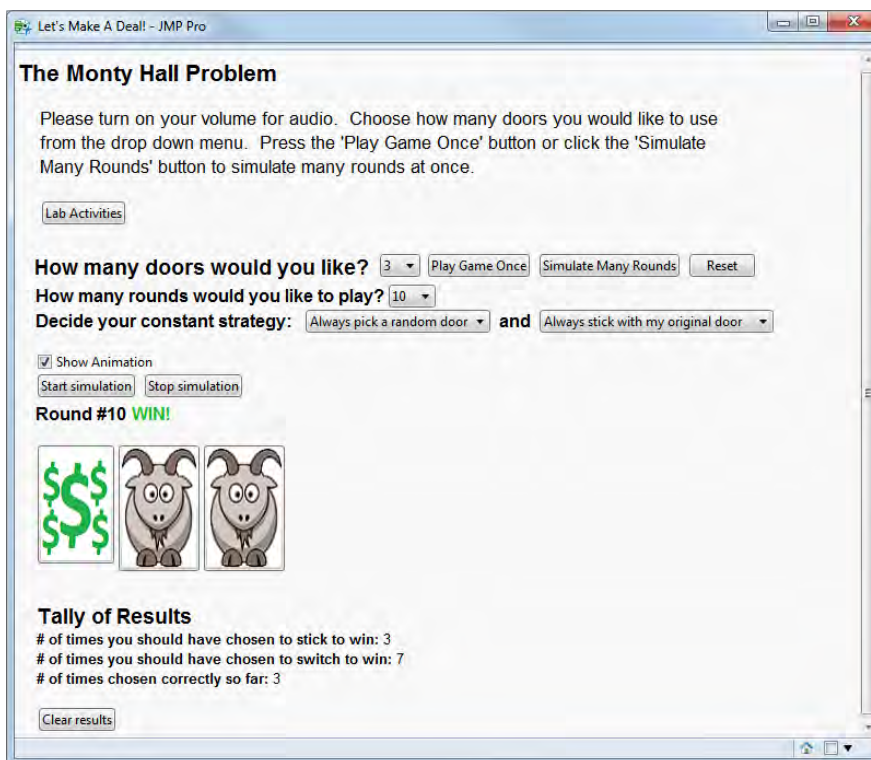 Let's Make A Deal! - JMP Pro
The Monty Hall Problem
Please turn on your volume for audio. Choose how many doors you would like to use
from the drop down menu. Press the 'Play Game Once' button or click the 'Simulate
Many Rounds' button to simulate many rounds at once.
Lab Activities
How many doors would you like? 3 Play Game Once Simulate Many Rounds Reset
How many rounds would you like to play? 10
Decide your constant strategy: Always pick a random door and Always stick with my original door
Show Animation
Start simulation Stop simulation
Round #10 WIN!
$ $ $ $ $
Tally of Results
# of times you should have chosen to stick to win: 3
# of times you should have chosen to switch to win: 7
# of times chosen correctly so far: 3
Clear results